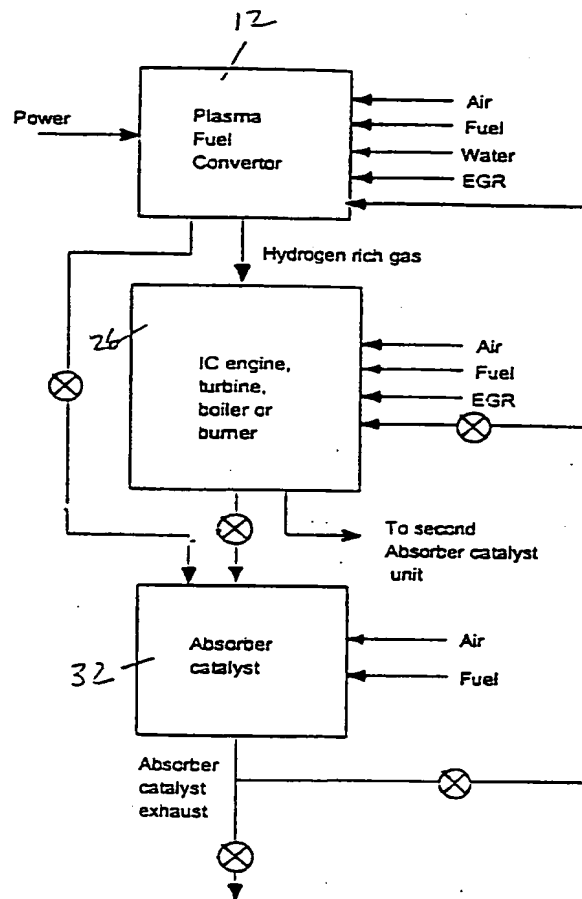 12
Power
Plasma
Fuel
Convertor
Air
Fuel
Water
EGR
Hydrogen rich gas
26
IC engine,
turbine,
boiler or
burner
Air
Fuel
EGR
To second
Absorber catalyst
unit
32
Absorber
catalyst
Air
Fuel
Absorber
catalyst
exhaust